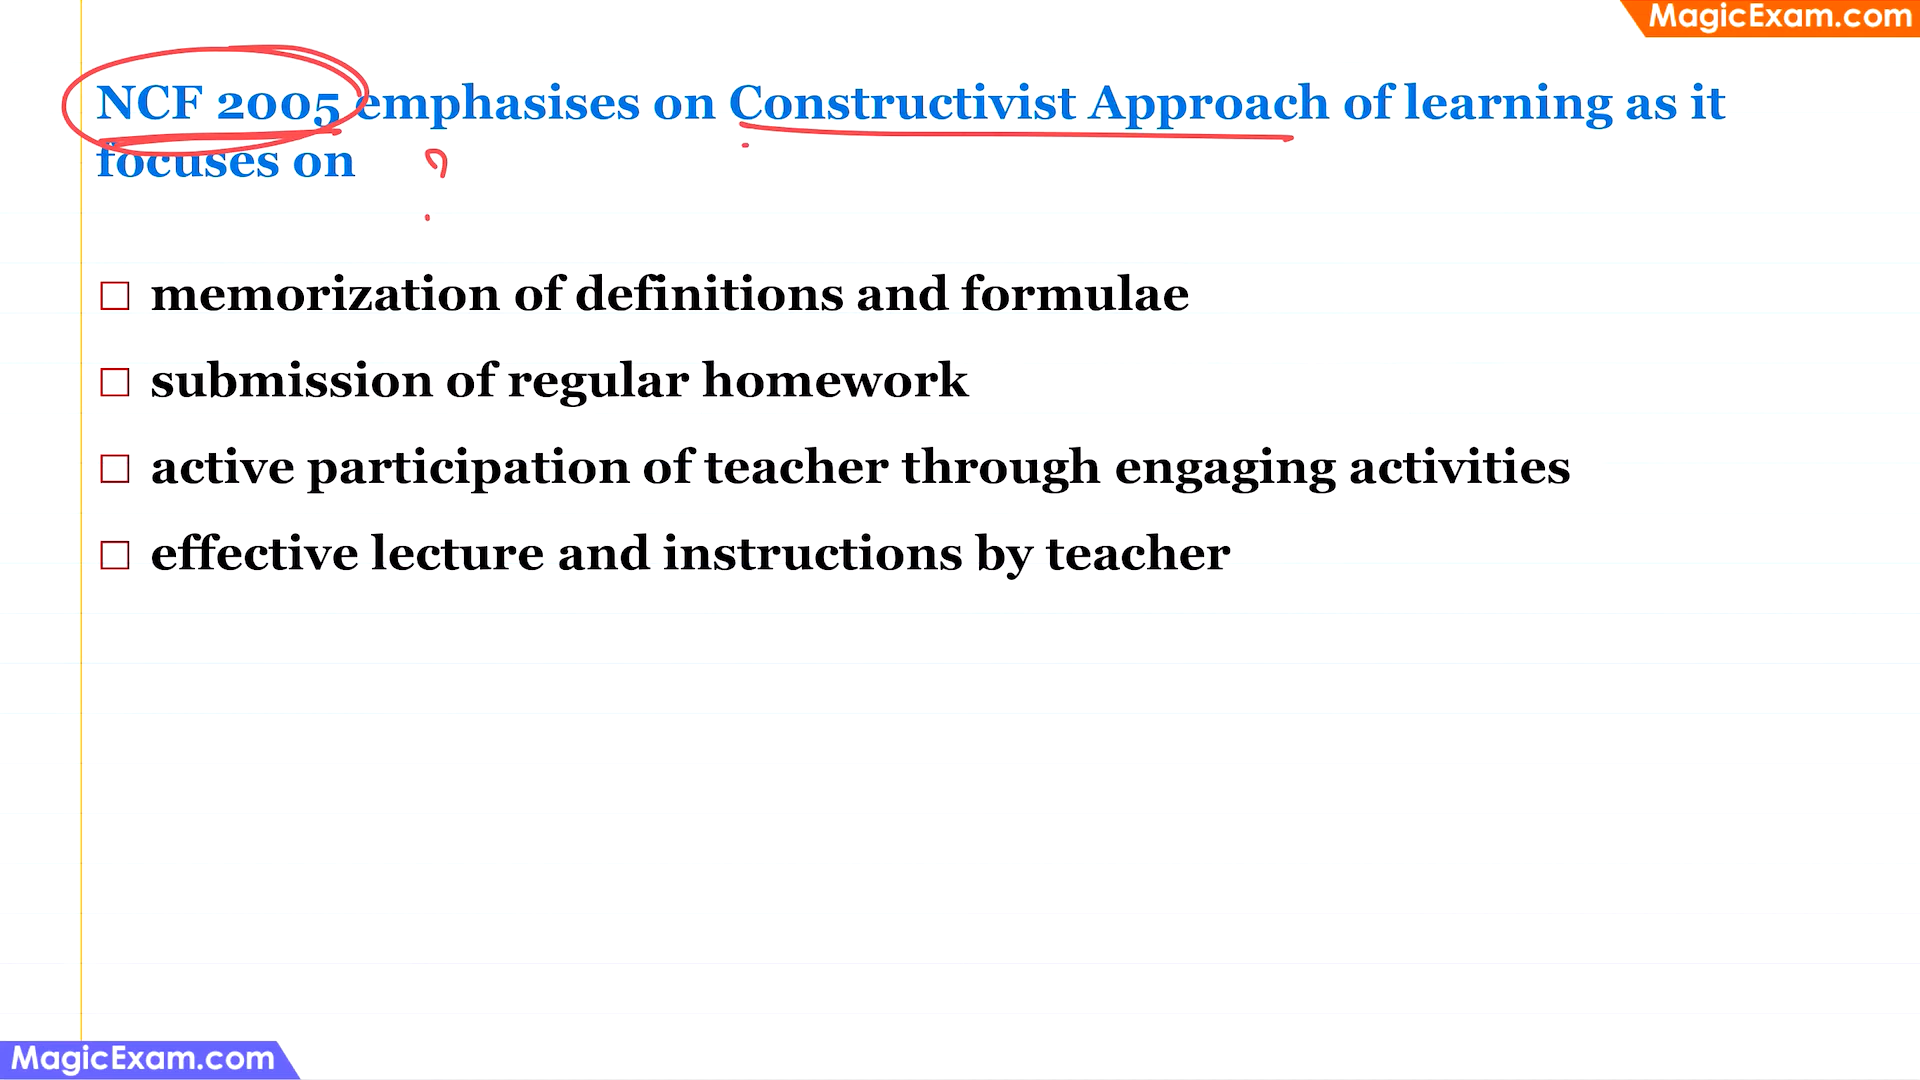 MagicExam.com
NCF 2005 emphasises on Constructivist Approach of learning as it
focuses on
?
memorization of definitions and formulae
submission of regular homework
active participation of teacher through engaging activities
effective lecture and instructions by teacher
MagicExam.com